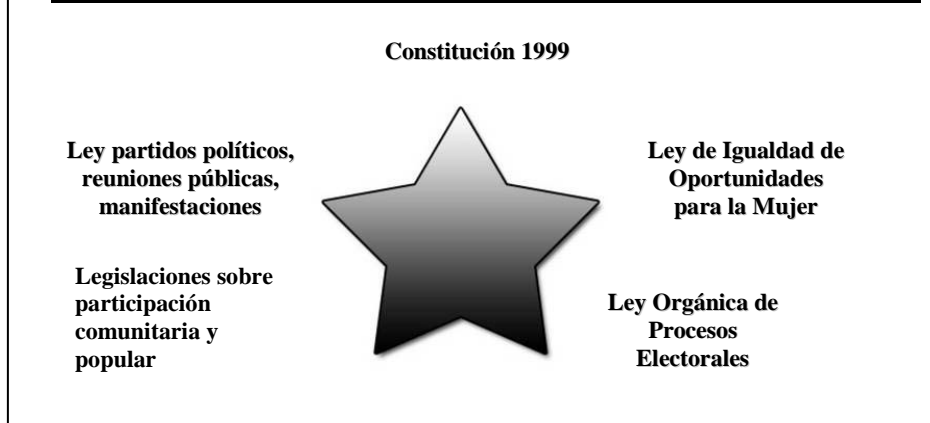 Constitución 1999
Ley partidos políticos,
reuniones públicas,
manifestaciones
Ley de Igualdad de
Oportunidades
para la Mujer
Legislaciones sobre
participación
comunitaria y
popular
Ley Orgánica de
Procesos
Electorales